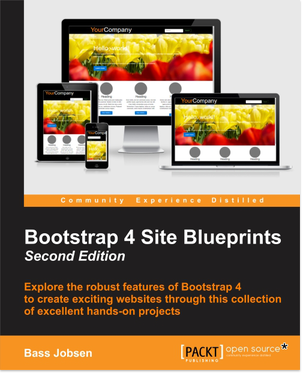 YourCompany
YourCompany
YourCompany
Community Experience Distilled
Bootstrap 4 Site Blueprints
Second Edition
Explore the robust features of Bootstrap 4
to create exciting websites through this collection
of excellent hands-on projects
Bass Jobsen
[PACKT]
PUBLISHING
open source*